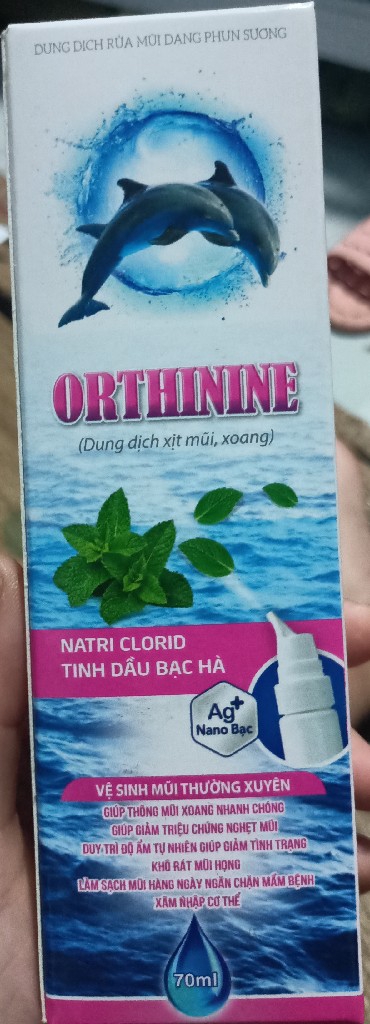 DUNG DỊCH RỬA MŨI DẠNG PHUN SƯƠNG
ORTHININE
(Dung dịch xịt mũi, xoang)
NATRI CLORID
TINH DẦU BẠC HÀ
Ag+
Nano Bạc
VỆ SINH MŨI THƯỜNG XUYÊN
GIÚP THÔNG MŨI XOANG NHANH CHÓNG
GIÚP GIẢM TRIỆU CHỨNG NGHẸT MŨI
DUY TRÌ ĐỘ ẨM TỰ NHIÊN GIÚP GIẢM TÌNH TRẠNG
KHÔ RÁT MŨI HỌNG
LÀM SẠCH MŨI HÀNG NGÀY NGĂN CHẶN MẦM BỆNH
XÂM NHẬP CƠ THỂ
70ml